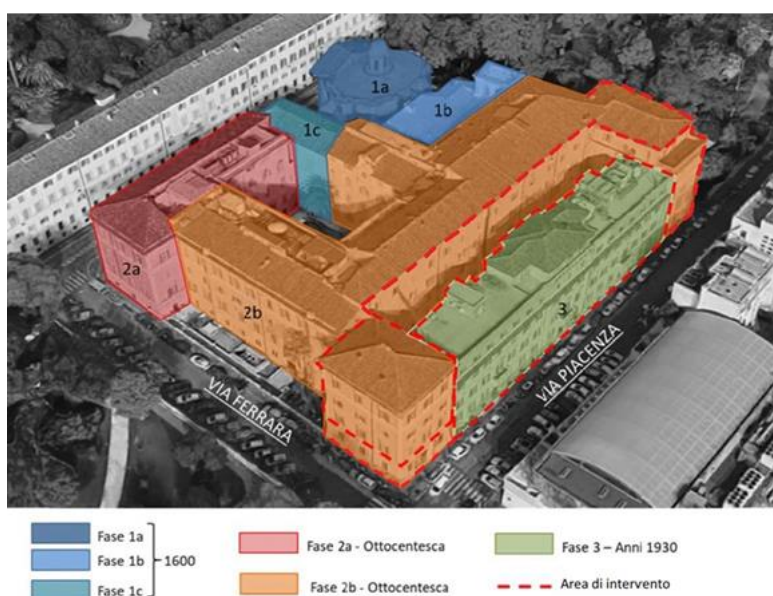 1a
1b
1c
2a
2b
3
VIA FERRARA
VIA PIACENZA
Fase 1a
Fase 1b
1600
Fase 1c
Fase 2a - Ottocentesca
Fase 2b - Ottocentesca
Fase 3 – Anni 1930
Area di intervento